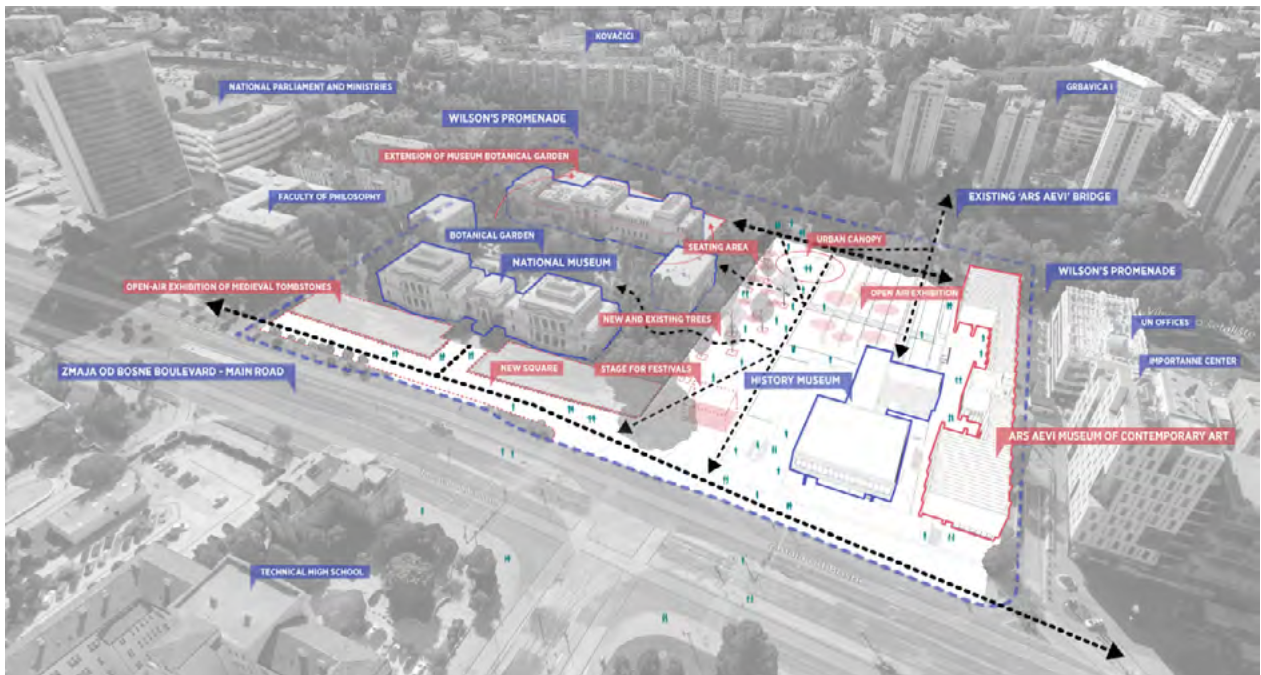 KOVAČIĆI
NATIONAL PARLIAMENT AND MINISTRIES
GRBAVICA I
WILSON'S PROMENADE
EXTENSION OF MUSEUM BOTANICAL GARDEN
FACULTY OF PHILOSOPHY
EXISTING 'ARS AEVI' BRIDGE
BOTANICAL GARDEN
SEATING AREA
URBAN CANOPY
NATIONAL MUSEUM
WILSON'S PROMENADE
OPEN-AIR EXHIBITION OF MEDIEVAL TOMBSTONES
OPEN AIR EXHIBITION
NEW AND EXISTING TREES
UN OFFICES
IMPORTANNE CENTER
ZMAJA OD BOSNE BOULEVARD - MAIN ROAD
NEW SQUARE
STAGE FOR FESTIVALS
HISTORY MUSEUM
ARS AEVI MUSEUM OF CONTEMPORARY ART
TECHNICAL HIGH SCHOOL